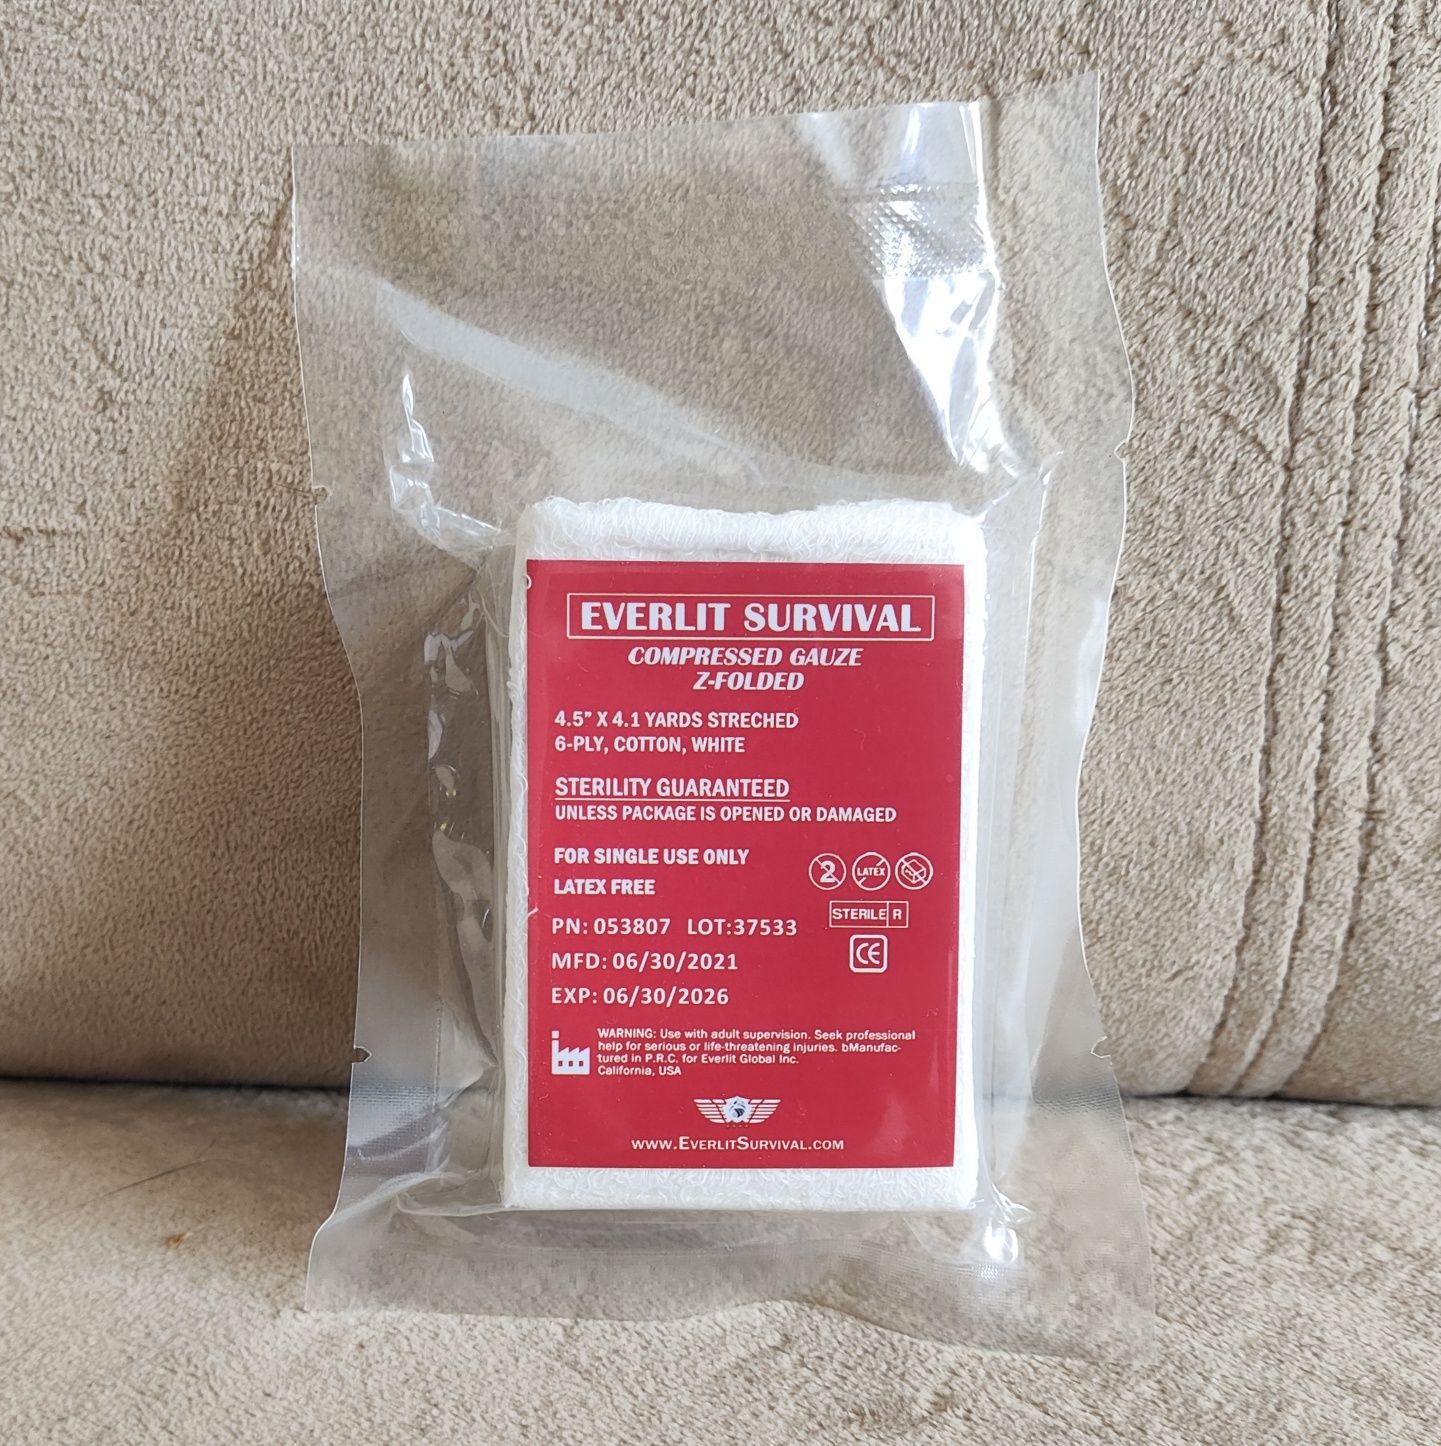 EVERLIT SURVIVAL
COMPRESSED GAUZE
Z-FOLDED
4.5" X 4.1 YARDS STRECHED
6-PLY, COTTON, WHITE
STERILITY GUARANTEED
UNLESS PACKAGE IS OPENED OR DAMAGED
FOR SINGLE USE ONLY
LATEX FREE
2 LATEX
STERILE R
PN: 053807 LOT:37533
CE
MFD: 06/30/2021
EXP: 06/30/2026
WARNING: Use with adult supervision. Seek professional
help for serious or life-threatening injuries. bManufac-
tured in P.R.C. for Everlit Global Inc.
California, USA
WWW.EVERLITSURVIVAL.COM